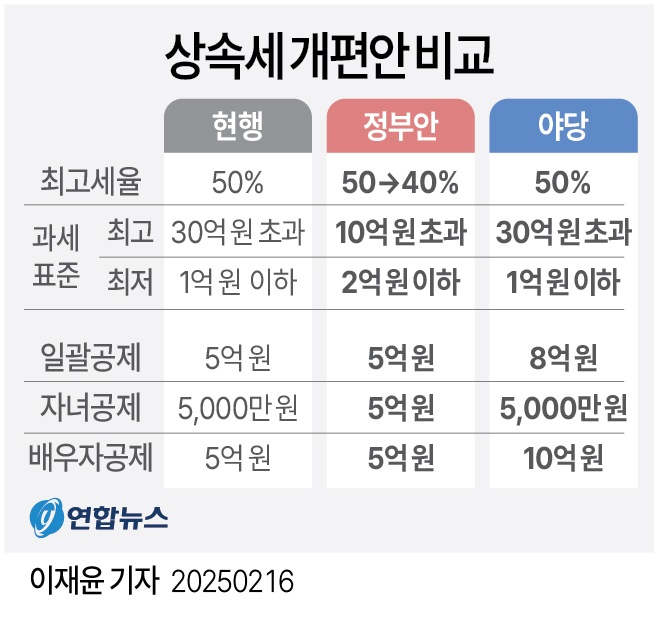 상속세 개편안 비교
현행 정부안 야당
최고세율 50% 50→40% 50%
과세표준 최고 30억원 초과 10억원 초과 30억원 초과
최저 1억원 이하 2억원 이하 1억원 이하
일괄공제 5억원 5억원 8억원
자녀공제 5,000만원 5억원 5,000만원
배우자공제 5억원 5억원 10억원
y 연합뉴스
이재윤 기자 20250216